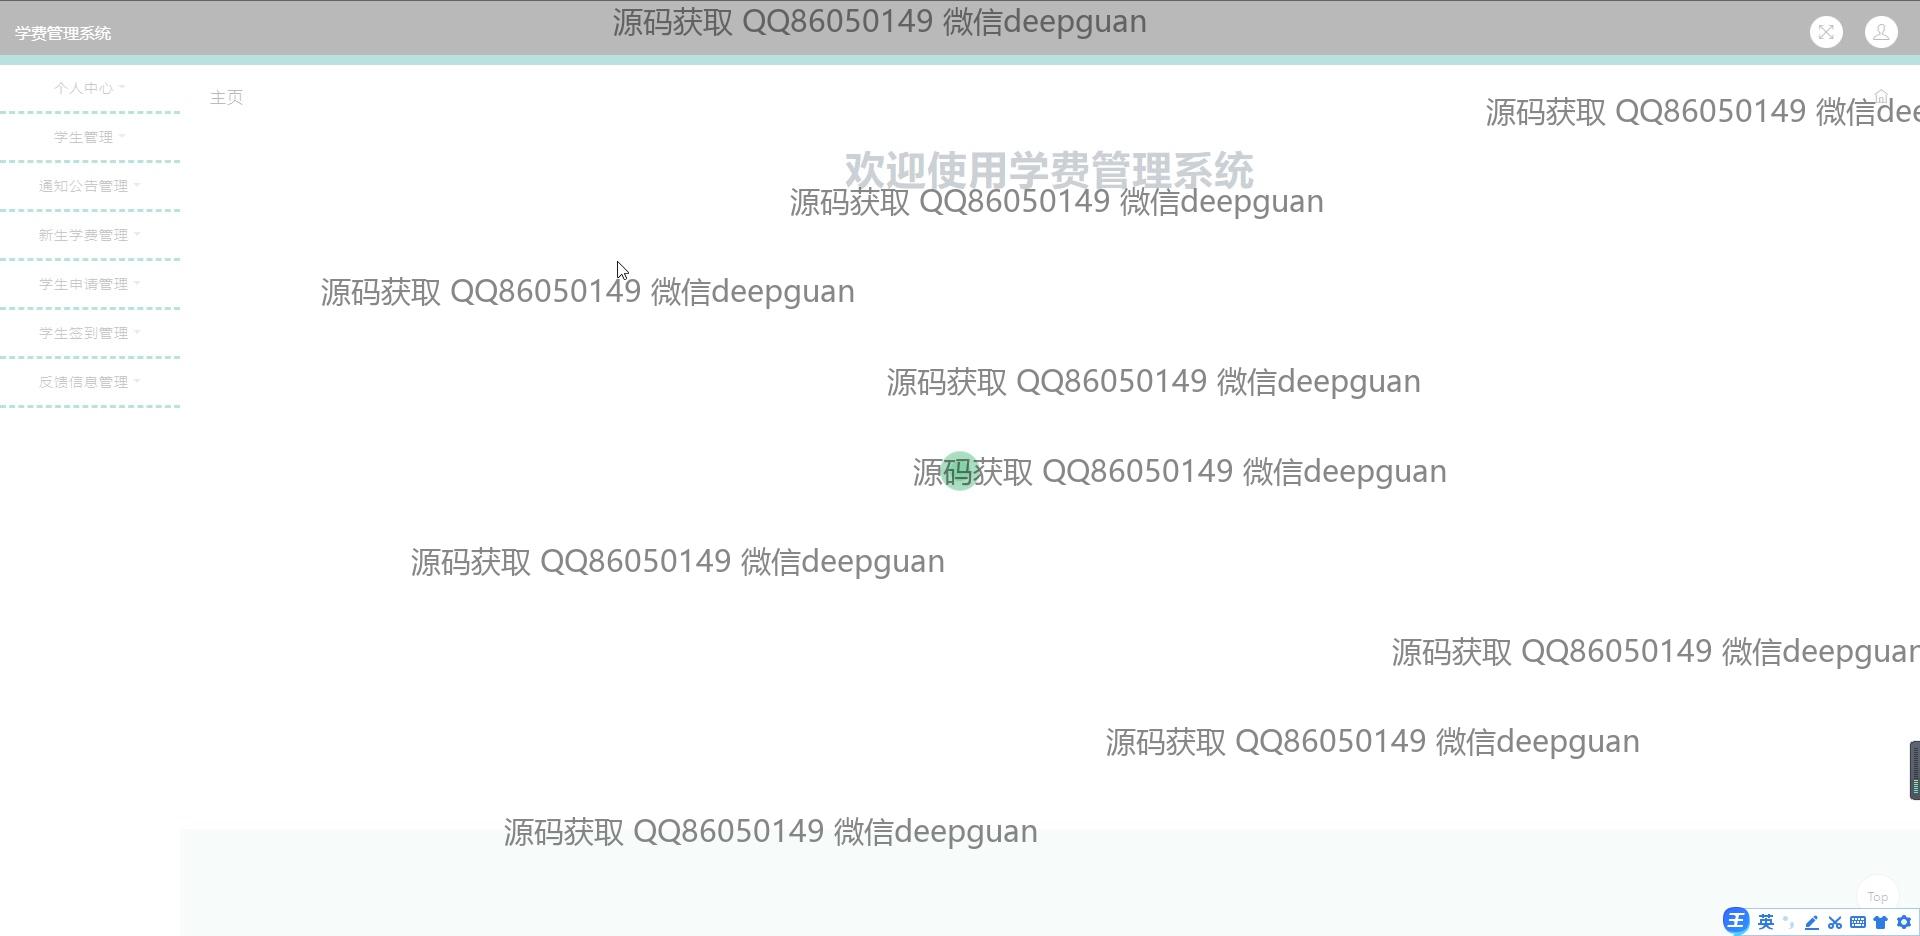 源码获取 QQ86050149 微信deepguan
学费管理系统
个人中心
主页
源码获取 QQ86050149 微信dee
学生管理
欢迎使用学费管理系统
通知公告管理
源码获取 QQ86050149 微信deepguan
新生学费管理
学生申请管理
源码获取 QQ86050149 微信deepguan
学生签到管理
反馈信息管理
源码获取 QQ86050149 微信deepguan
源码获取 QQ86050149 微信deepguan
源码获取 QQ86050149 微信deepguan
源码获取 QQ86050149 微信deepguan
源码获取 QQ86050149 微信deepguan
源码获取 QQ86050149 微信deepguan
Top
王 英